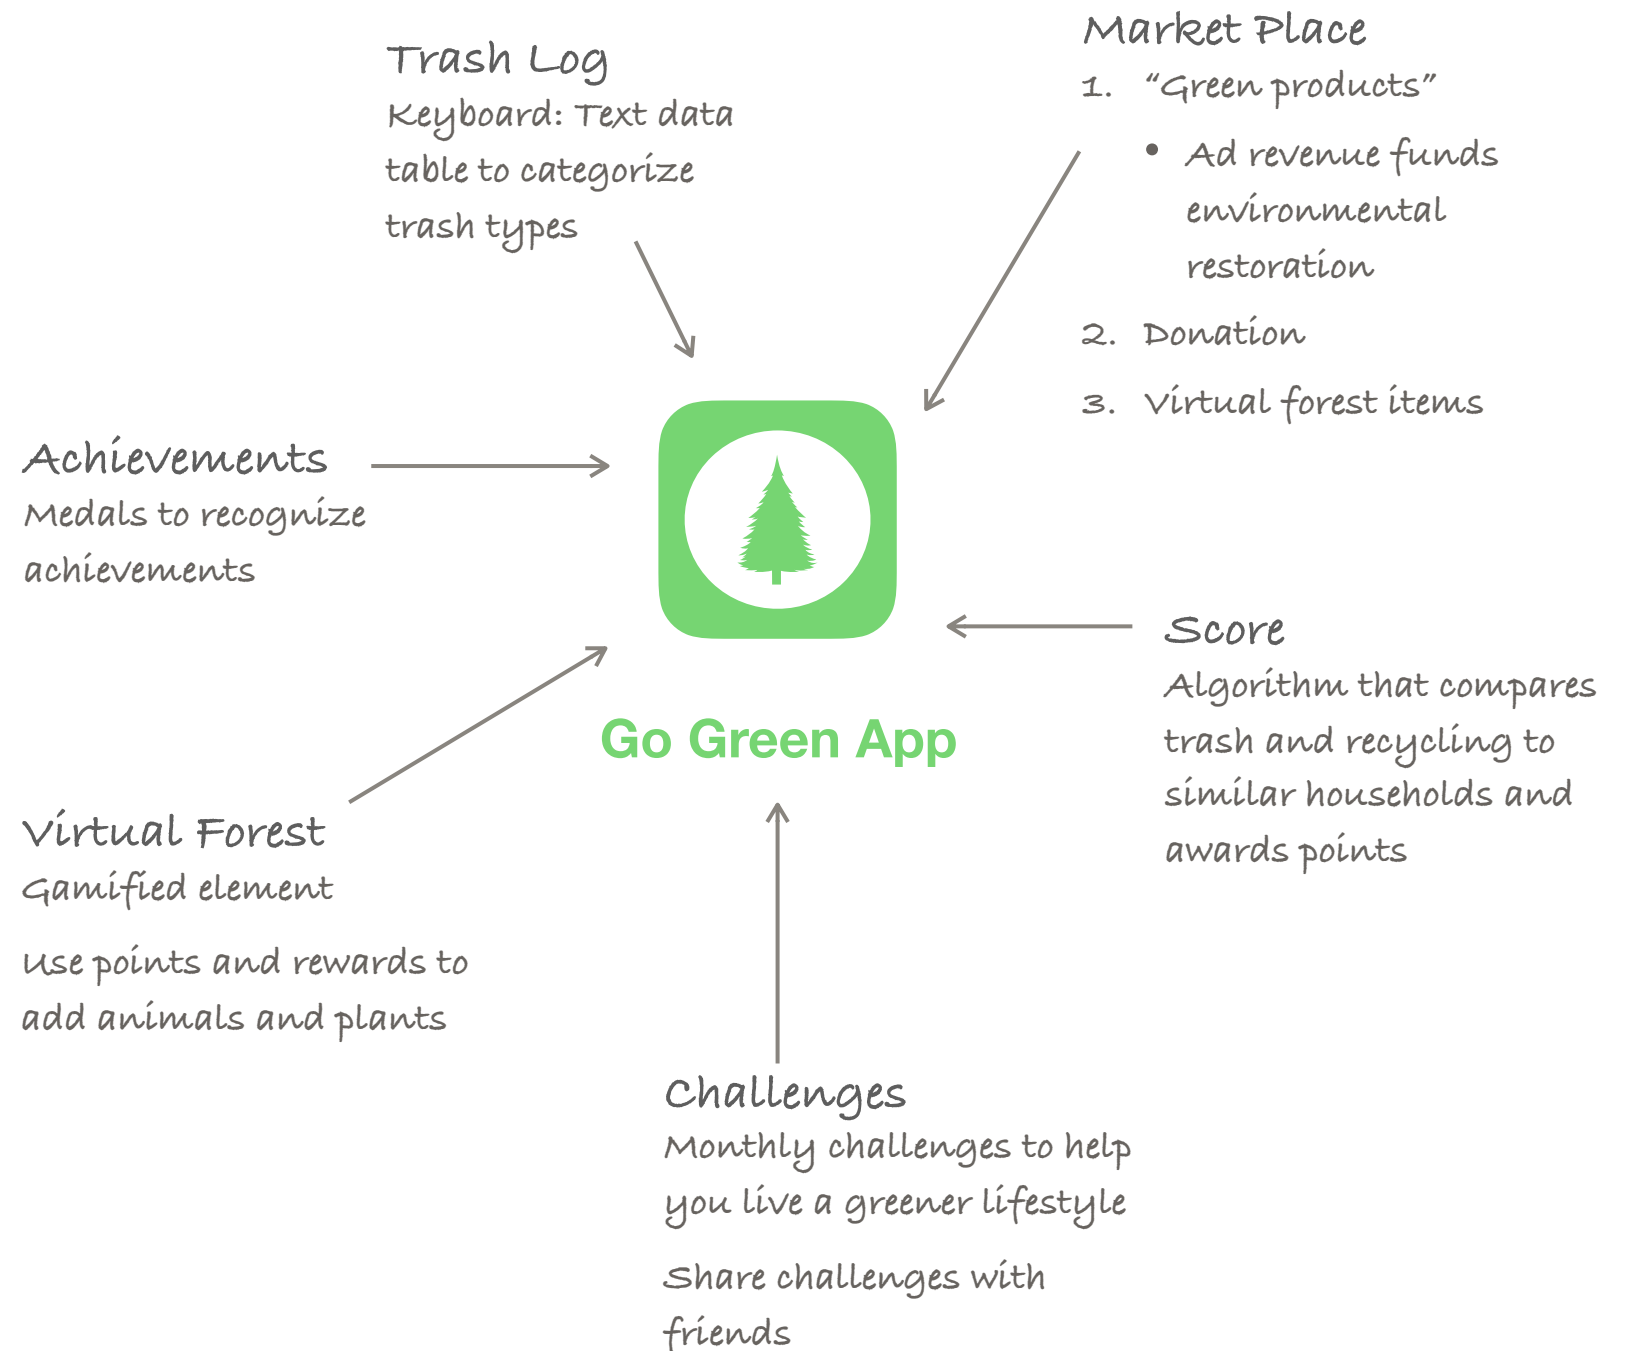 Trash Log
Keyboard: Text data
table to categorize
trash types
Market Place
1. “Green products”
• Ad revenue funds
environmental
restoration
2. Donation
3. Virtual forest items
Achievements
Medals to recognize
achievements
Score
Algorithm that compares
trash and recycling to
similar households and
awards points
Go Green App
Virtual Forest
Gamified element
Use points and rewards to
add animals and plants
Challenges
Monthly challenges to help
you live a greener lifestyle
Share challenges with
friends